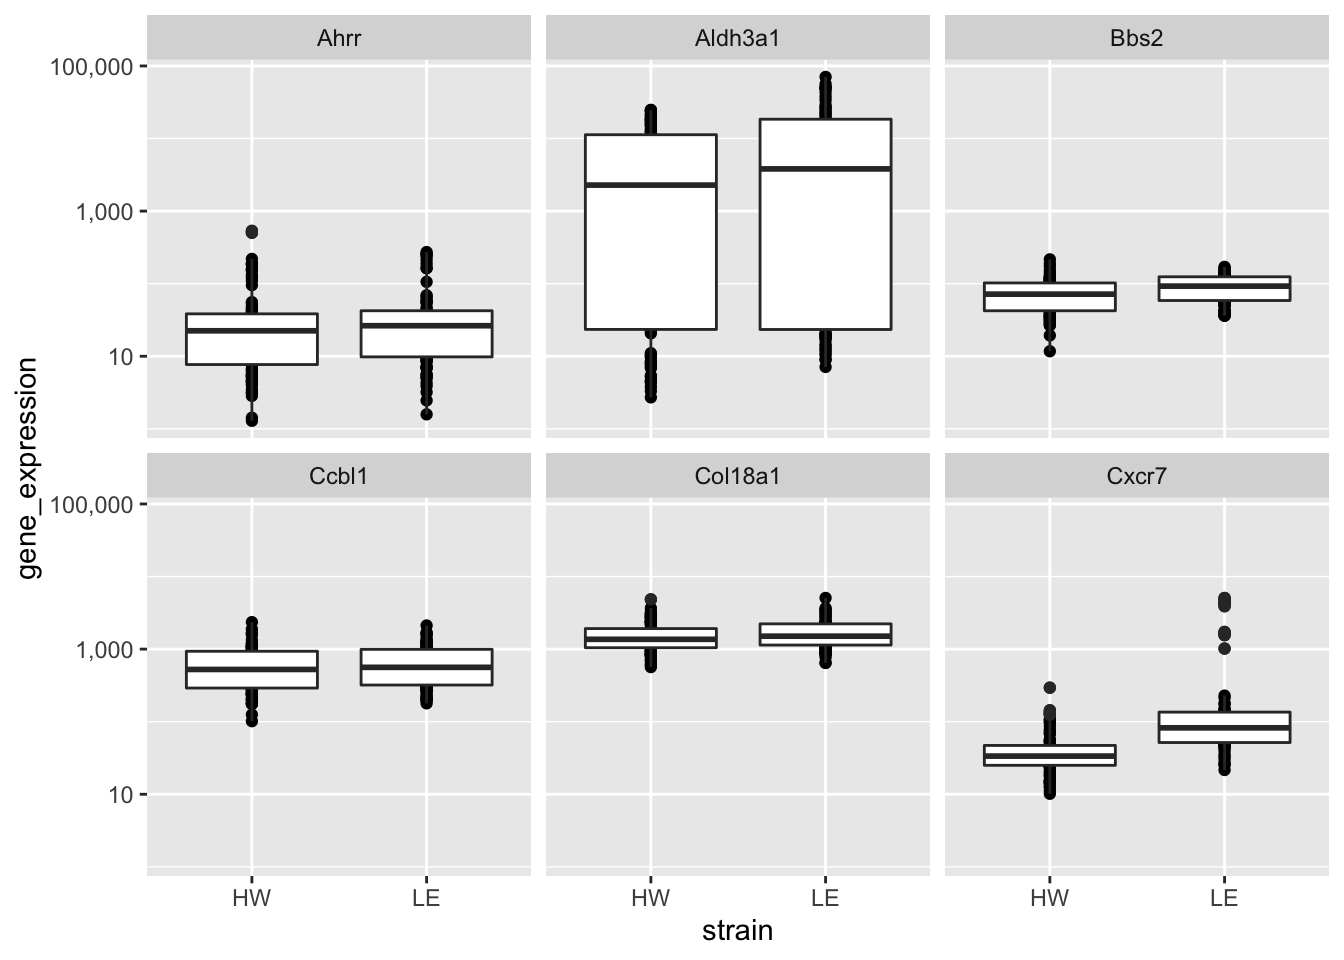 Ahrr Aldh3a1 Bbs2
100,000
1,000
10
Ccbl1 Col18a1 Cxcr7
100,000
1,000
10
gene_expression
HW LE HW LE HW LE
strain